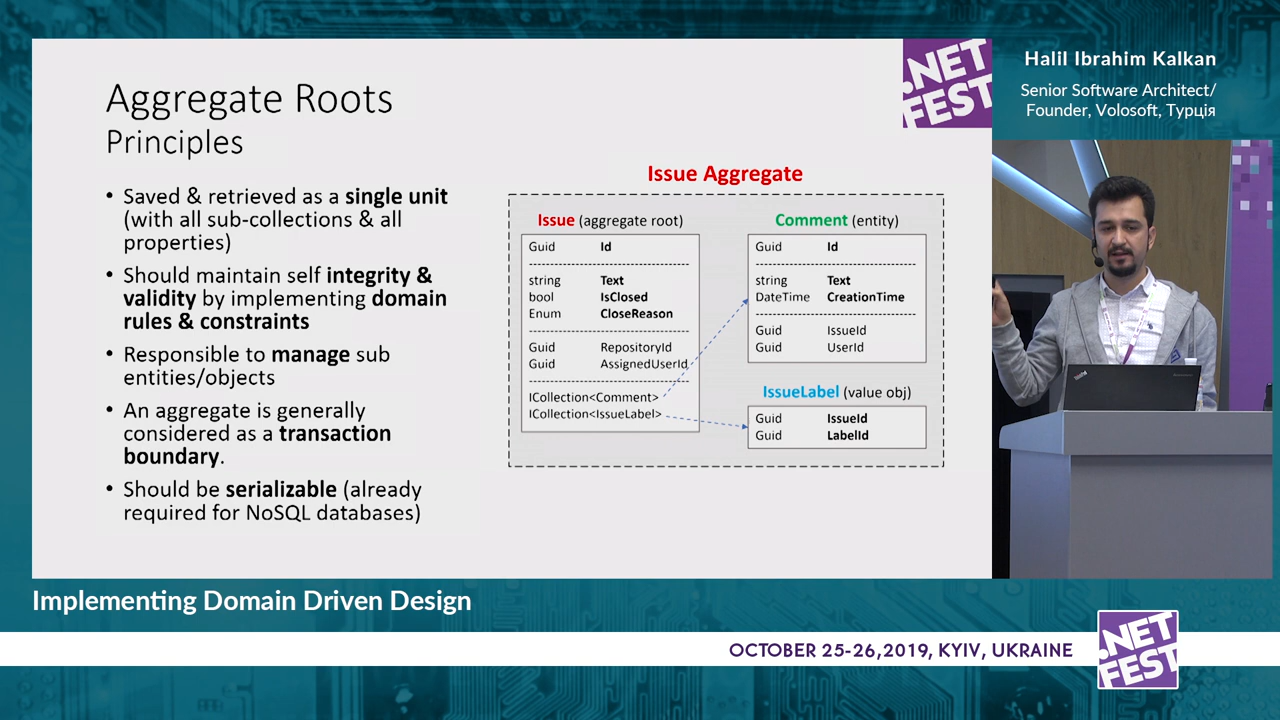 Aggregate Roots
Principles
• Saved & retrieved as a single unit
(with all sub-collections & all
properties)
• Should maintain self integrity &
validity by implementing domain
rules & constraints
• Responsible to manage sub
entities/objects
• An aggregate is generally
considered as a transaction
boundary.
• Should be serializable (already
required for NoSQL databases)
Issue Aggregate
Issue (aggregate root)
Guid Id
string Text
bool IsClosed
Enum CloseReason
Guid RepositoryId
Guid AssignedUserId
ICollection<Comment>
ICollection<IssueLabel>
Comment (entity)
Guid Id
string Text
DateTime CreationTime
Guid IssueId
Guid UserId
IssueLabel (value obj)
Guid IssueId
Guid LabelId
.NET
FEST
Halil Ibrahim Kalkan
Senior Software Architect/
Founder, Volosoft, Турція
Implementing Domain Driven Design
OCTOBER 25-26,2019, KYIV, UKRAINE
.NET
FEST